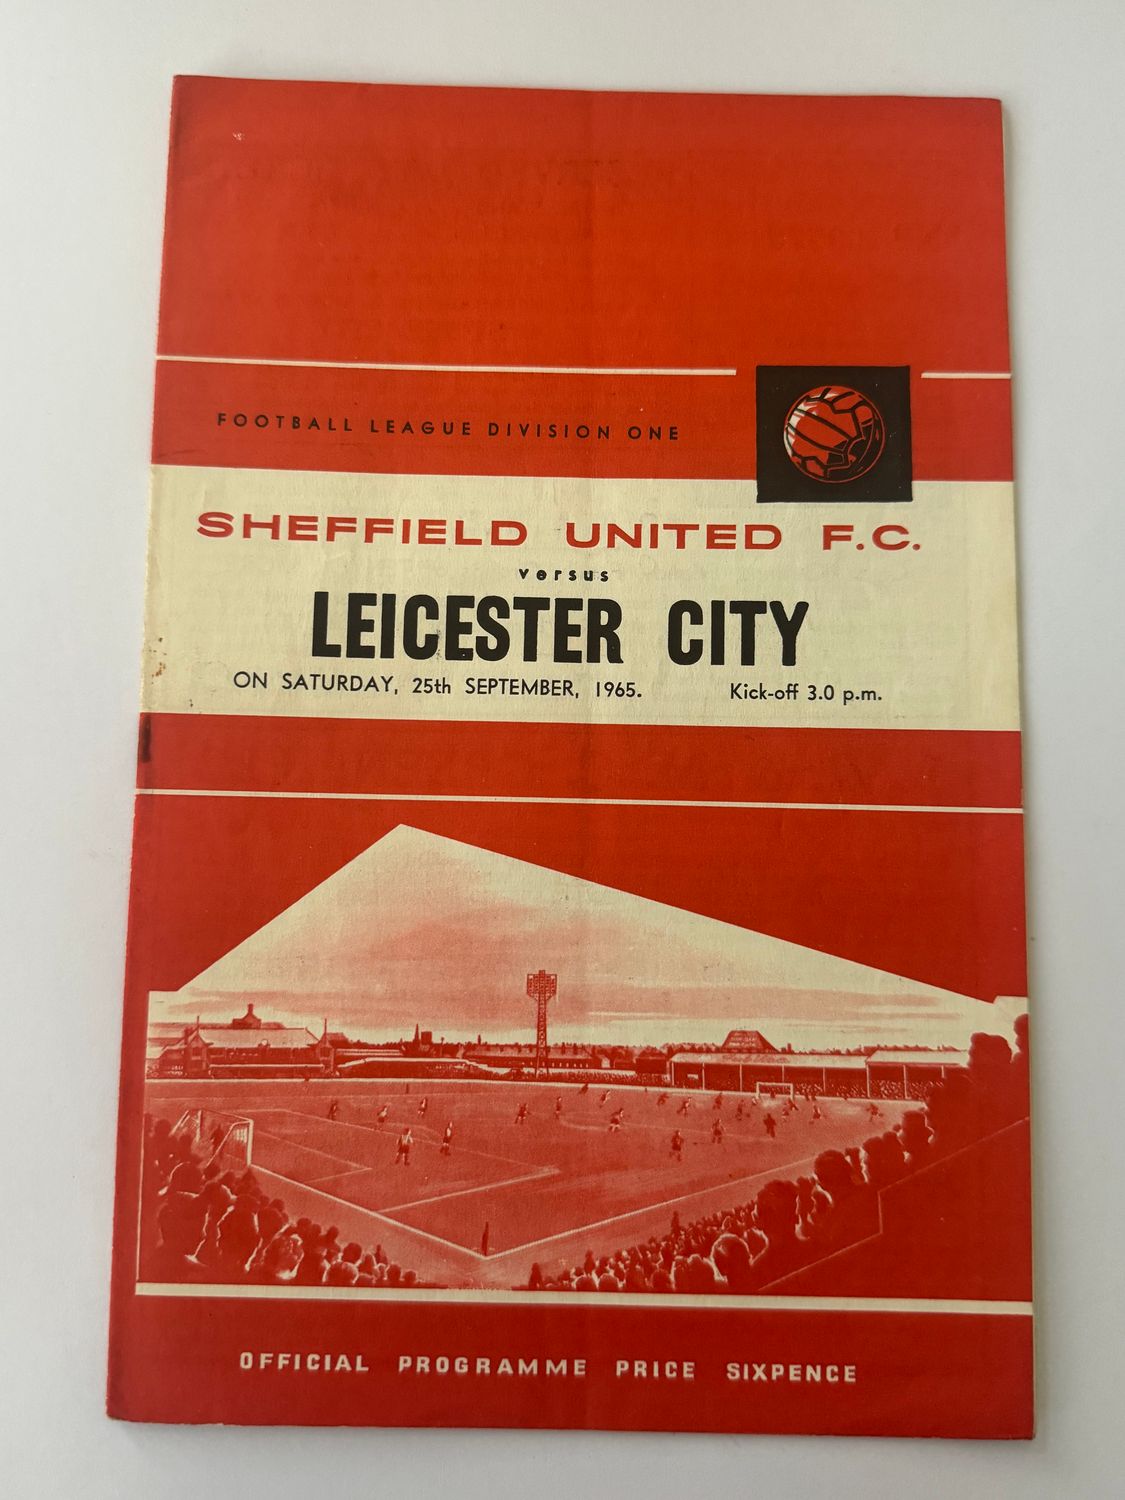 FOOTBALL LEAGUE DIVISION ONE
SHEFFIELD UNITED F.C.
versus
LEICESTER CITY
ON SATURDAY, 25th SEPTEMBER, 1965. Kick-off 3.0 p.m.
OFFICIAL PROGRAMME PRICE SIXPENCE